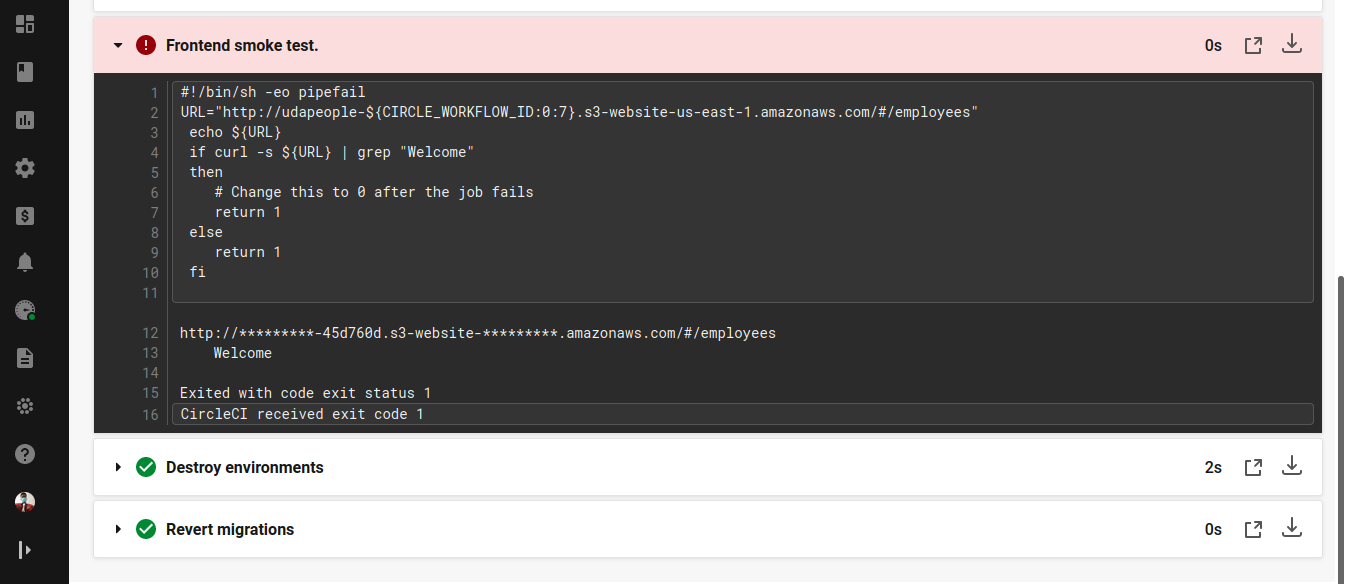 Frontend smoke test.
0s
1 #!/bin/sh -eo pipefail
2 URL="http://udapeople-${CIRCLE_WORKFLOW_ID:0:7}.s3-website-us-east-1.amazonaws.com/#/employees"
3 echo ${URL}
4 if curl -s ${URL} | grep "Welcome"
5 then
6 # Change this to 0 after the job fails
7 return 1
8 else
9 return 1
10 fi
11
12 http://*********-45d760d.s3-website-*********.amazonaws.com/#/employees
13 Welcome
14
15 Exited with code exit status 1
16 CircleCI received exit code 1
Destroy environments
2s
Revert migrations
0s